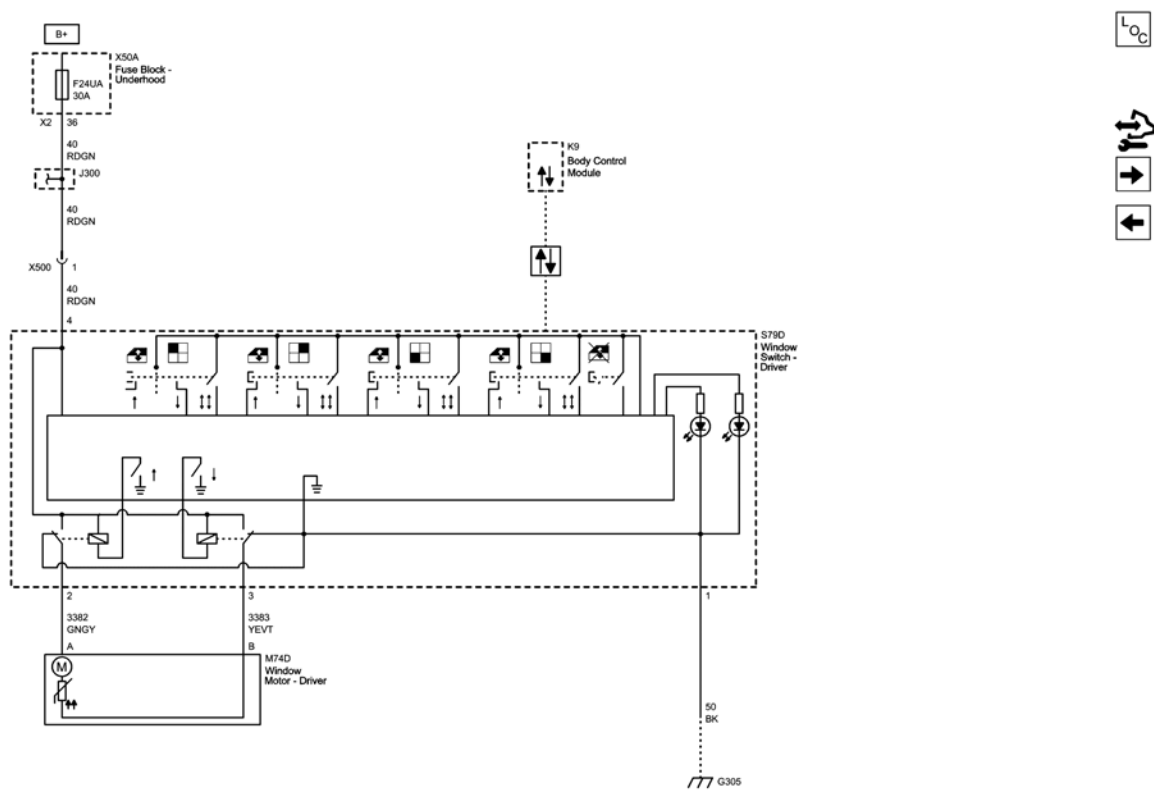 B+
X50A
Fuse Block -
Underhood
F24UA
30A
X2 36
40
RDGN
J300
40
RDGN
X500 1
40
RDGN
4
K9
Body Control
Module
LOC
S79D
Window
Switch -
Driver
2 3 1
3382
GNGY
3383
YEVT
A B
M74D
Window
Motor - Driver
M
50
BK
G305